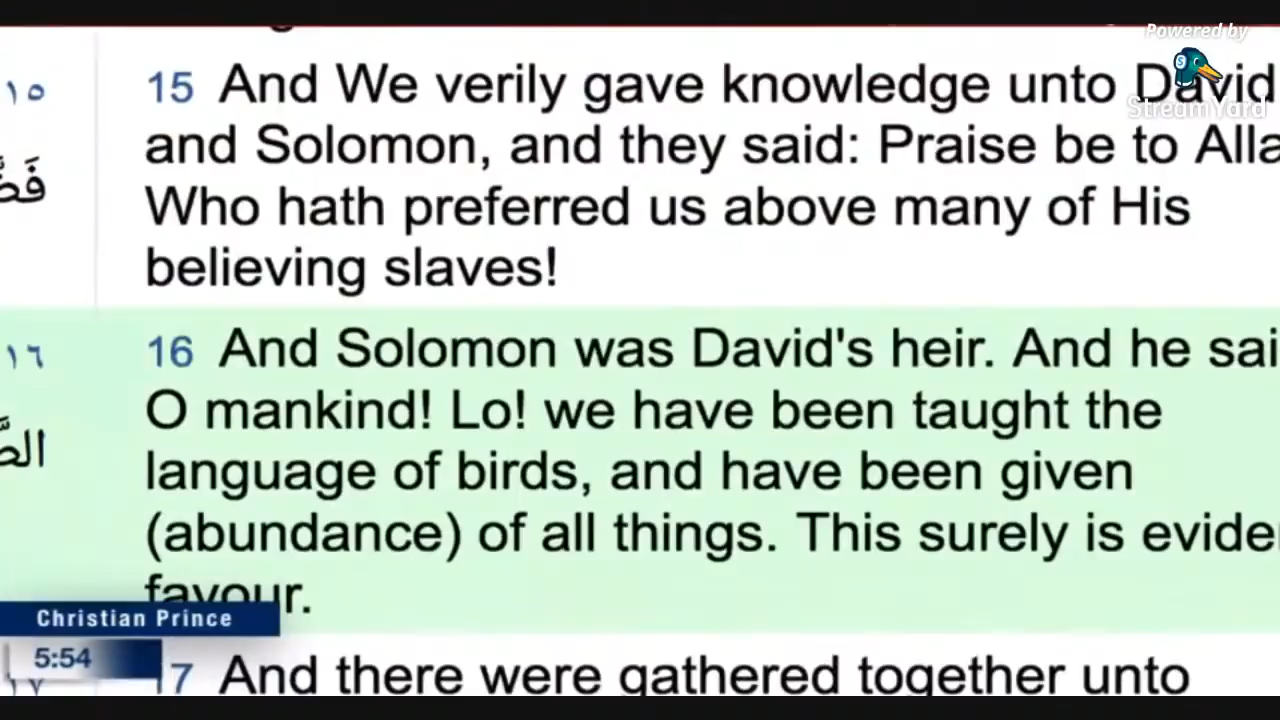 Powered by
StreamYard
١٥
15 And We verily gave knowledge unto David
and Solomon, and they said: Praise be to Alla
Who hath preferred us above many of His
believing slaves!
١٦
16 And Solomon was David's heir. And he sai
O mankind! Lo! we have been taught the
language of birds, and have been given
(abundance) of all things. This surely is evide
favour.
Christian Prince
5:54
17 And there were gathered together unto